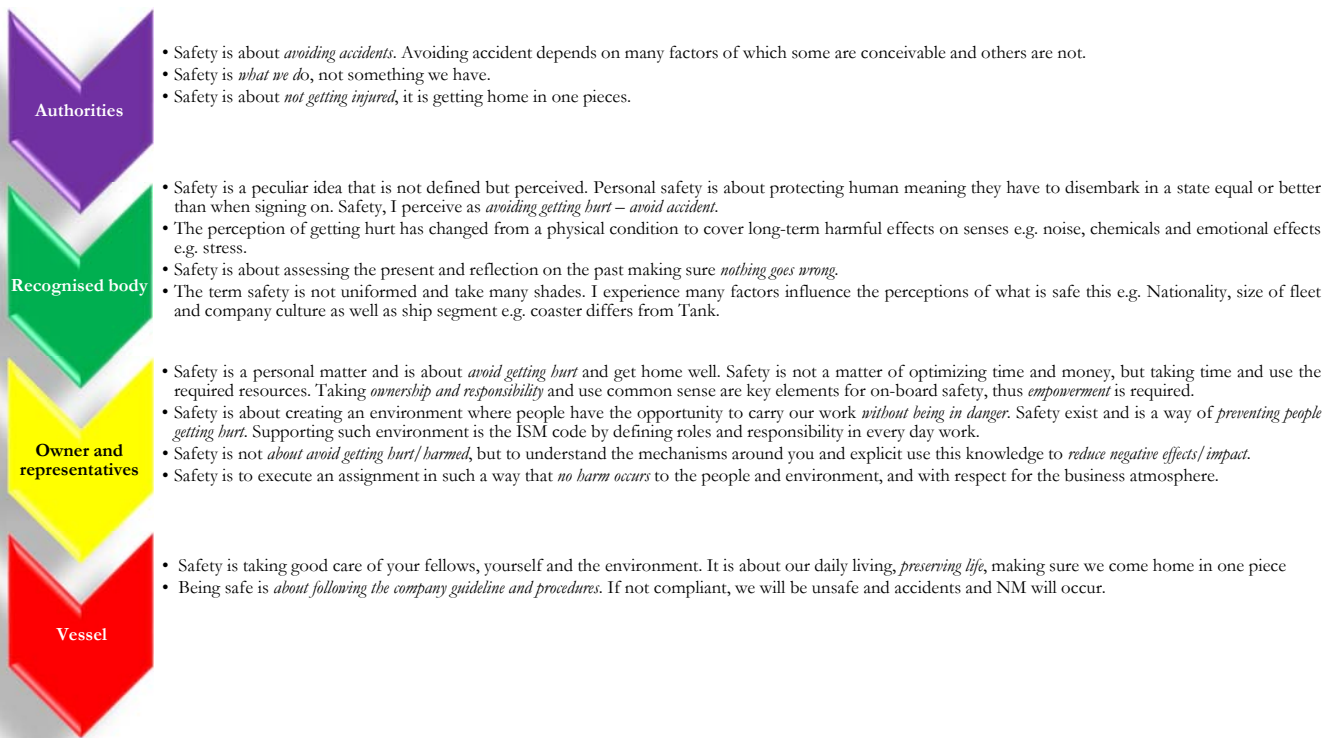 Authorities
• Safety is about avoiding accidents. Avoiding accident depends on many factors of which some are conceivable and others are not.
• Safety is what we do, not something we have.
• Safety is about not getting injured, it is getting home in one pieces.
Recognised body
• Safety is a peculiar idea that is not defined but perceived. Personal safety is about protecting human meaning they have to disembark in a state equal or better
than when signing on. Safety, I perceive as avoiding getting hurt – avoid accident.
• The perception of getting hurt has changed from a physical condition to cover long-term harmful effects on senses e.g. noise, chemicals and emotional effects
e.g. stress.
• Safety is about assessing the present and reflection on the past making sure nothing goes wrong.
• The term safety is not uniformed and take many shades. I experience many factors influence the perceptions of what is safe this e.g. Nationality, size of fleet
and company culture as well as ship segment e.g. coaster differs from Tank.
Owner and
representatives
• Safety is a personal matter and is about avoid getting hurt and get home well. Safety is not a matter of optimizing time and money, but taking time and use the
required resources. Taking ownership and responsibility and use common sense are key elements for on-board safety, thus empowerment is required.
• Safety is about creating an environment where people have the opportunity to carry our work without being in danger. Safety exist and is a way of preventing people
getting hurt. Supporting such environment is the ISM code by defining roles and responsibility in every day work.
• Safety is not about avoid getting hurt/harmed, but to understand the mechanisms around you and explicit use this knowledge to reduce negative effects/impact.
• Safety is to execute an assignment in such a way that no harm occurs to the people and environment, and with respect for the business atmosphere.
Vessel
• Safety is taking good care of your fellows, yourself and the environment. It is about our daily living, preserving life, making sure we come home in one piece
• Being safe is about following the company guideline and procedures. If not compliant, we will be unsafe and accidents and NM will occur.